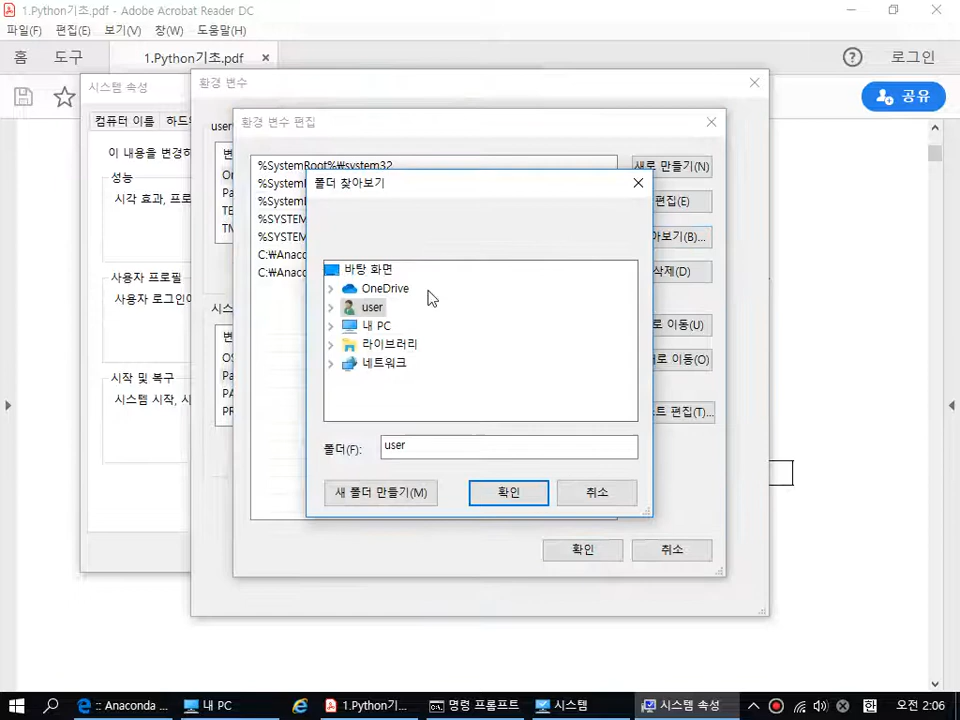 1.Python기초.pdf - Adobe Acrobat Reader DC
파일(F) 편집(E) 보기(V) 창(W) 도움말(H)
홈 도구 1.Python기초.pdf × ? 로그인
공유
시스템 속성
컴퓨터 이름
이 내용을 변경하
성능
시각 효과, 프로
사용자 프로필
사용자 로그인에
시작 및 복구
시스템 시작, 시
환경 변수
user
시스
환경 변수 편집
%SystemRoot%₩system32
%System
%System
%SYSTEM
%SYSTEM
C:₩Anaco
C:₩Anaco
새로 만들기(N)
편집(E)
아보기(B)...
삭제(D)
로 이동(U)
로 이동(O)
트 편집(T)...
확인 취소
폴더 찾아보기
바탕 화면
OneDrive
user
내 PC
라이브러리
네트워크
폴더(F): user
새 폴더 만들기(M) 확인 취소
:: Anaconda ... 내 PC 1.Python기... 명령 프롬프트 시스템 시스템 속성 한 오전 2:06